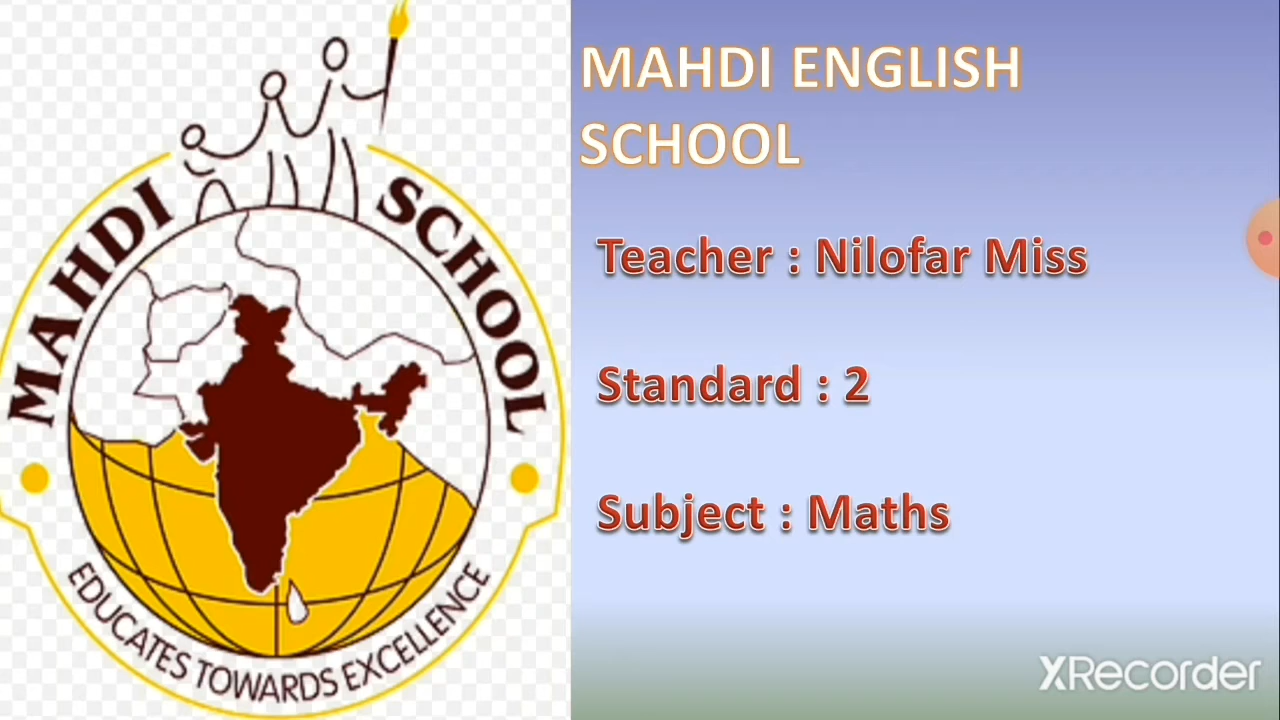 MAHDI SCHOOL
EDUCATES TOWARDS EXCELLENCE
MAHDI ENGLISH
SCHOOL
Teacher : Nilofar Miss
Standard : 2
Subject : Maths
XRecorder